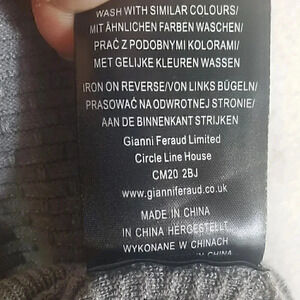 WASH WITH SIMILAR COLOURS/
MIT ÄHNLICHEN FARBEN WASCHEN/
PRAĆ Z PODOBNYMI KOLORAMI/
MET GELIJKE KLEUREN WASSEN
IRON ON REVERSE/VON LINKS BÜGELN/
PRASOWAĆ NA ODWROTNEJ STRONIE/
AAN DE BINNENKANT STRIJKEN
Gianni Feraud Limited
Circle Line House
CM20 2BJ
www.gianniferaud.co.uk
MADE IN CHINA
IN CHINA HERGESTELLT
WYKONANE W CHINACH
IN CHINA